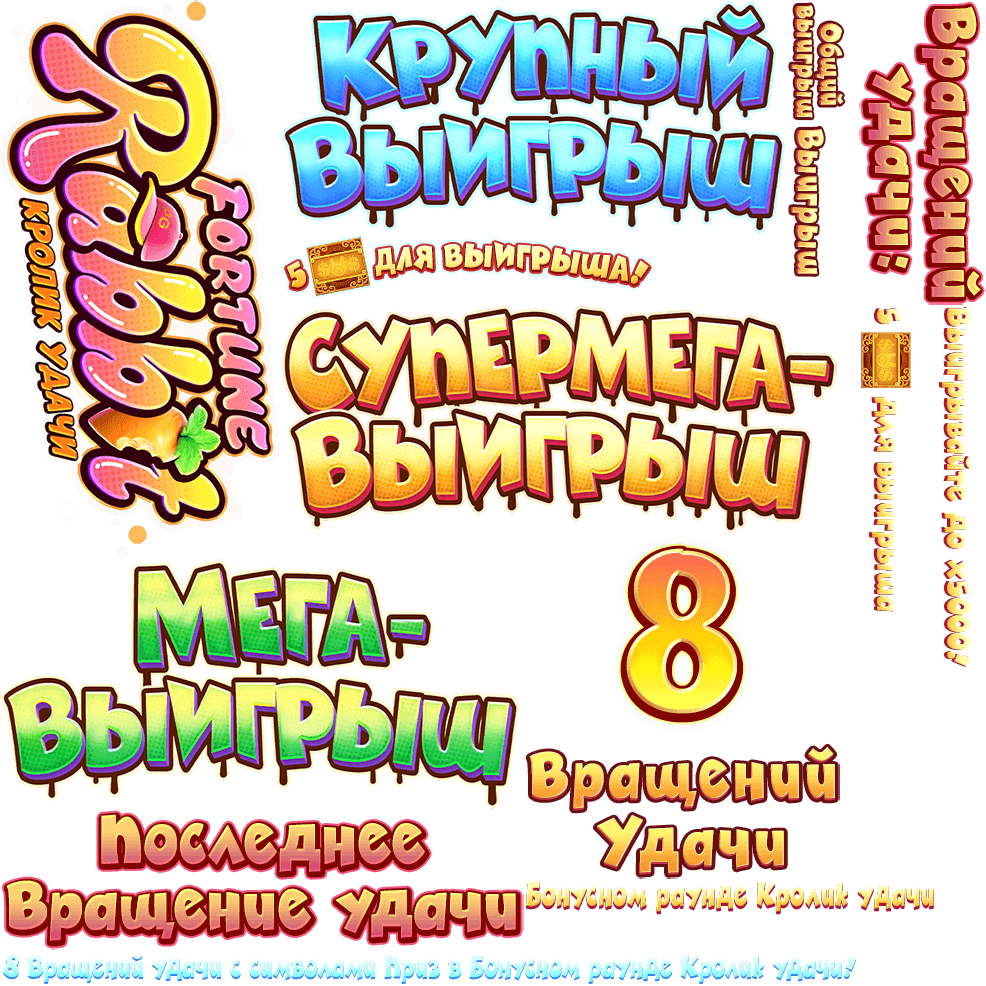 FORTUNE
Rabbit
PG
КРОЛИК УДАЧИ
Крупный
Выигрыш
Общий
выигрыш
Выигрыш
Вращений
Удачи:
5 для выигрыша!
Супермега-
Выигрыш
5 для выигрыша
Выигрывайте до x5000!
Мега-
Выигрыш
8
Вращений
Удачи
Последнее
Вращение удачи
Бонусном раунде Кролик удачи
8 Вращений удачи с символами Приз в Бонусном раунде Кролик удачи!